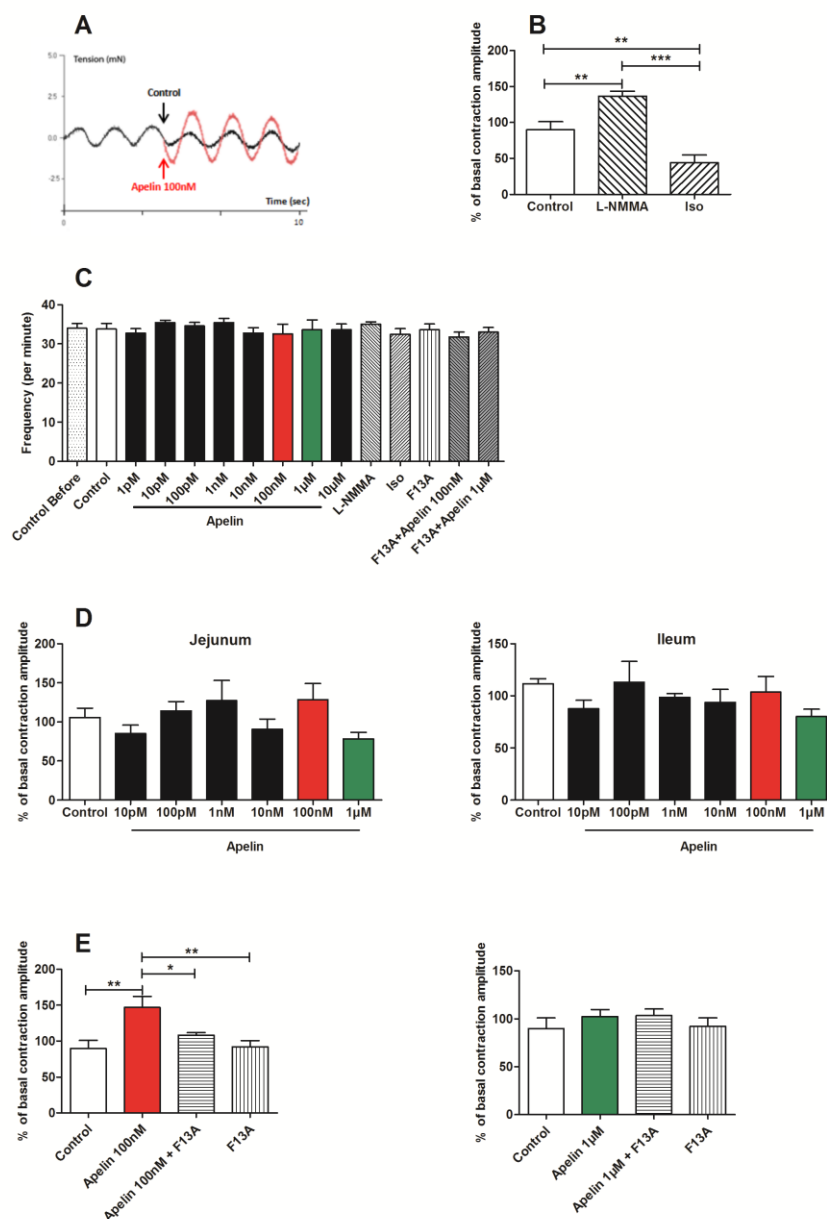 A
Tension (mN)
5.0
2.5
0.0
-2.5
Control
Apelin 100nM
Time (sec)
0
10
B
% of basal contraction amplitude
200
150
100
50
0
**
***
**
Control
L-NMMA
Iso
C
Frequency (per minute)
40
30
20
10
0
Control Before
Control
1pM
10pM
100pM
1nM
10nM
100nM
1µM
10µM
L-NMMA
Iso
F13A
F13A+Apelin 100nM
F13A+Apelin 1µM
Apelin
D
Jejunum
% of basal contraction amplitude
200
150
100
50
0
Control
10pM
100pM
1nM
10nM
100nM
1µM
Apelin
Ileum
% of basal contraction amplitude
150
100
50
0
Control
10pM
100pM
1nM
10nM
100nM
1µM
Apelin
E
% of basal contraction amplitude
200
150
100
50
0
**
*
**
Control
Apelin 100nM
Apelin 100nM + F13A
F13A
% of basal contraction amplitude
150
100
50
0
Control
Apelin 1µM
Apelin 1µM + F13A
F13A